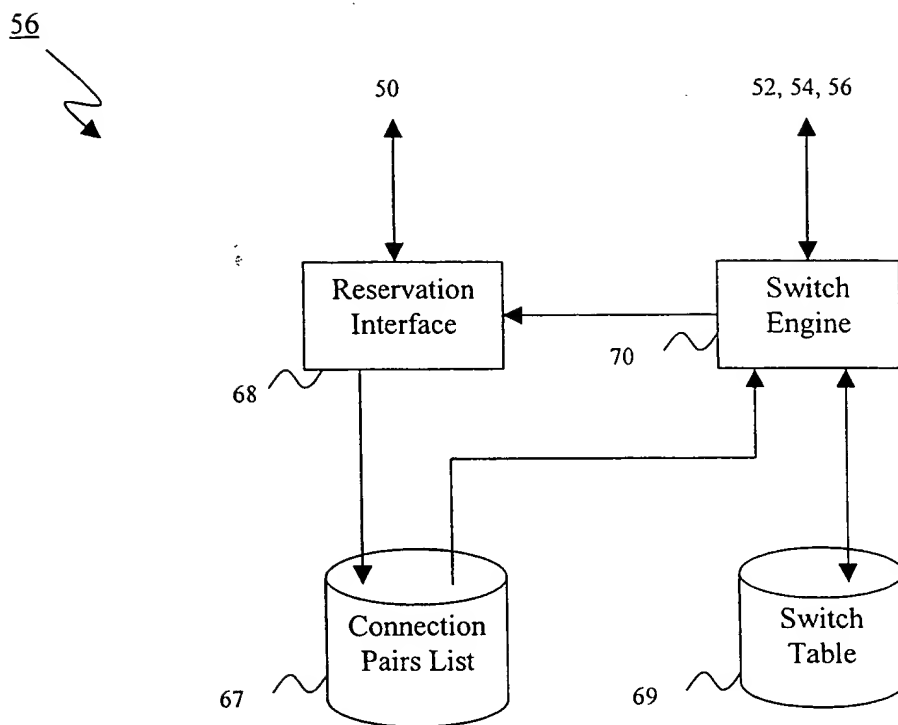 56
50
52, 54, 56
Reservation
Interface
Switch
Engine
68
70
Connection
Pairs List
Switch
Table
67
69